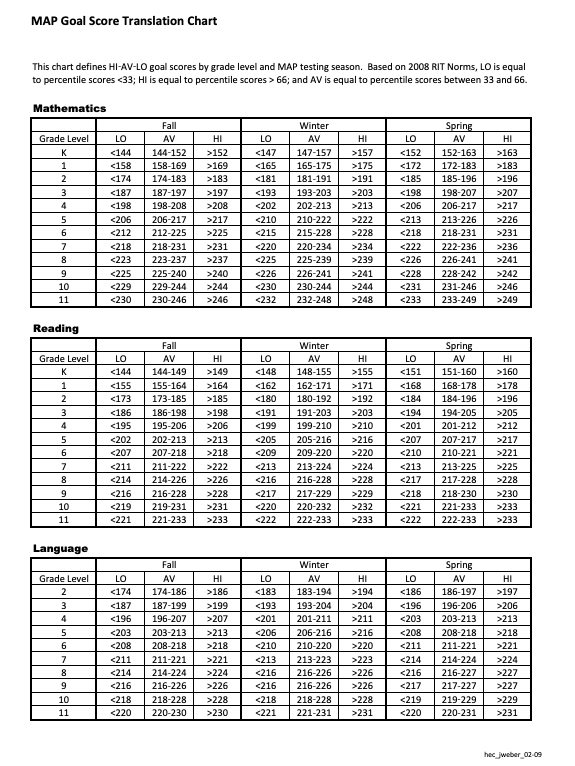 MAP Goal Score Translation Chart
This chart defines HI-AV-LO goal scores by grade level and MAP testing season. Based on 2008 RIT Norms, LO is equal
to percentile scores <33; HI is equal to percentile scores > 66; and AV is equal to percentile scores between 33 and 66.
Mathematics
Fall Winter Spring
Grade Level LO AV HI LO AV HI LO AV HI
K <144 144-152 >152 <147 147-157 >157 <152 152-163 >163
1 <158 158-169 >169 <165 165-175 >175 <172 172-183 >183
2 <174 174-183 >183 <181 181-191 >191 <185 185-196 >196
3 <187 187-197 >197 <193 193-203 >203 <198 198-207 >207
4 <198 198-208 >208 <202 202-213 >213 <206 206-217 >217
5 <206 206-217 >217 <210 210-222 >222 <213 213-226 >226
6 <212 212-225 >225 <215 215-228 >228 <218 218-231 >231
7 <218 218-231 >231 <220 220-234 >234 <222 222-236 >236
8 <223 223-237 >237 <225 225-239 >239 <226 226-241 >241
9 <225 225-240 >240 <226 226-241 >241 <228 228-242 >242
10 <229 229-244 >244 <230 230-244 >244 <231 231-246 >246
11 <230 230-246 >246 <232 232-248 >248 <233 233-249 >249
Reading
Fall Winter Spring
Grade Level LO AV HI LO AV HI LO AV HI
K <144 144-149 >149 <148 148-155 >155 <151 151-160 >160
1 <155 155-164 >164 <162 162-171 >171 <168 168-178 >178
2 <173 173-185 >185 <180 180-192 >192 <184 184-196 >196
3 <186 186-198 >198 <191 191-203 >203 <194 194-205 >205
4 <195 195-206 >206 <199 199-210 >210 <201 201-212 >212
5 <202 202-213 >213 <205 205-216 >216 <207 207-217 >217
6 <207 207-218 >218 <209 209-220 >220 <210 210-221 >221
7 <211 211-222 >222 <213 213-224 >224 <213 213-225 >225
8 <214 214-226 >226 <216 216-228 >228 <217 217-228 >228
9 <216 216-228 >228 <217 217-229 >229 <218 218-230 >230
10 <219 219-231 >231 <220 220-232 >232 <221 221-233 >233
11 <221 221-233 >233 <222 222-233 >233 <222 222-233 >233
Language
Fall Winter Spring
Grade Level LO AV HI LO AV HI LO AV HI
2 <174 174-186 >186 <183 183-194 >194 <186 186-197 >197
3 <187 187-199 >199 <193 193-204 >204 <196 196-206 >206
4 <196 196-207 >207 <201 201-211 >211 <203 203-213 >213
5 <203 203-213 >213 <206 206-216 >216 <208 208-218 >218
6 <208 208-218 >218 <210 210-220 >220 <211 211-221 >221
7 <211 211-221 >221 <213 213-223 >223 <214 214-224 >224
8 <214 214-224 >224 <216 216-226 >226 <216 216-227 >227
9 <216 216-226 >226 <216 216-226 >226 <217 217-227 >227
10 <218 218-228 >228 <218 218-228 >228 <219 219-229 >229
11 <220 220-230 >230 <221 221-231 >231 <220 220-231 >231
hec_jweber_02-09